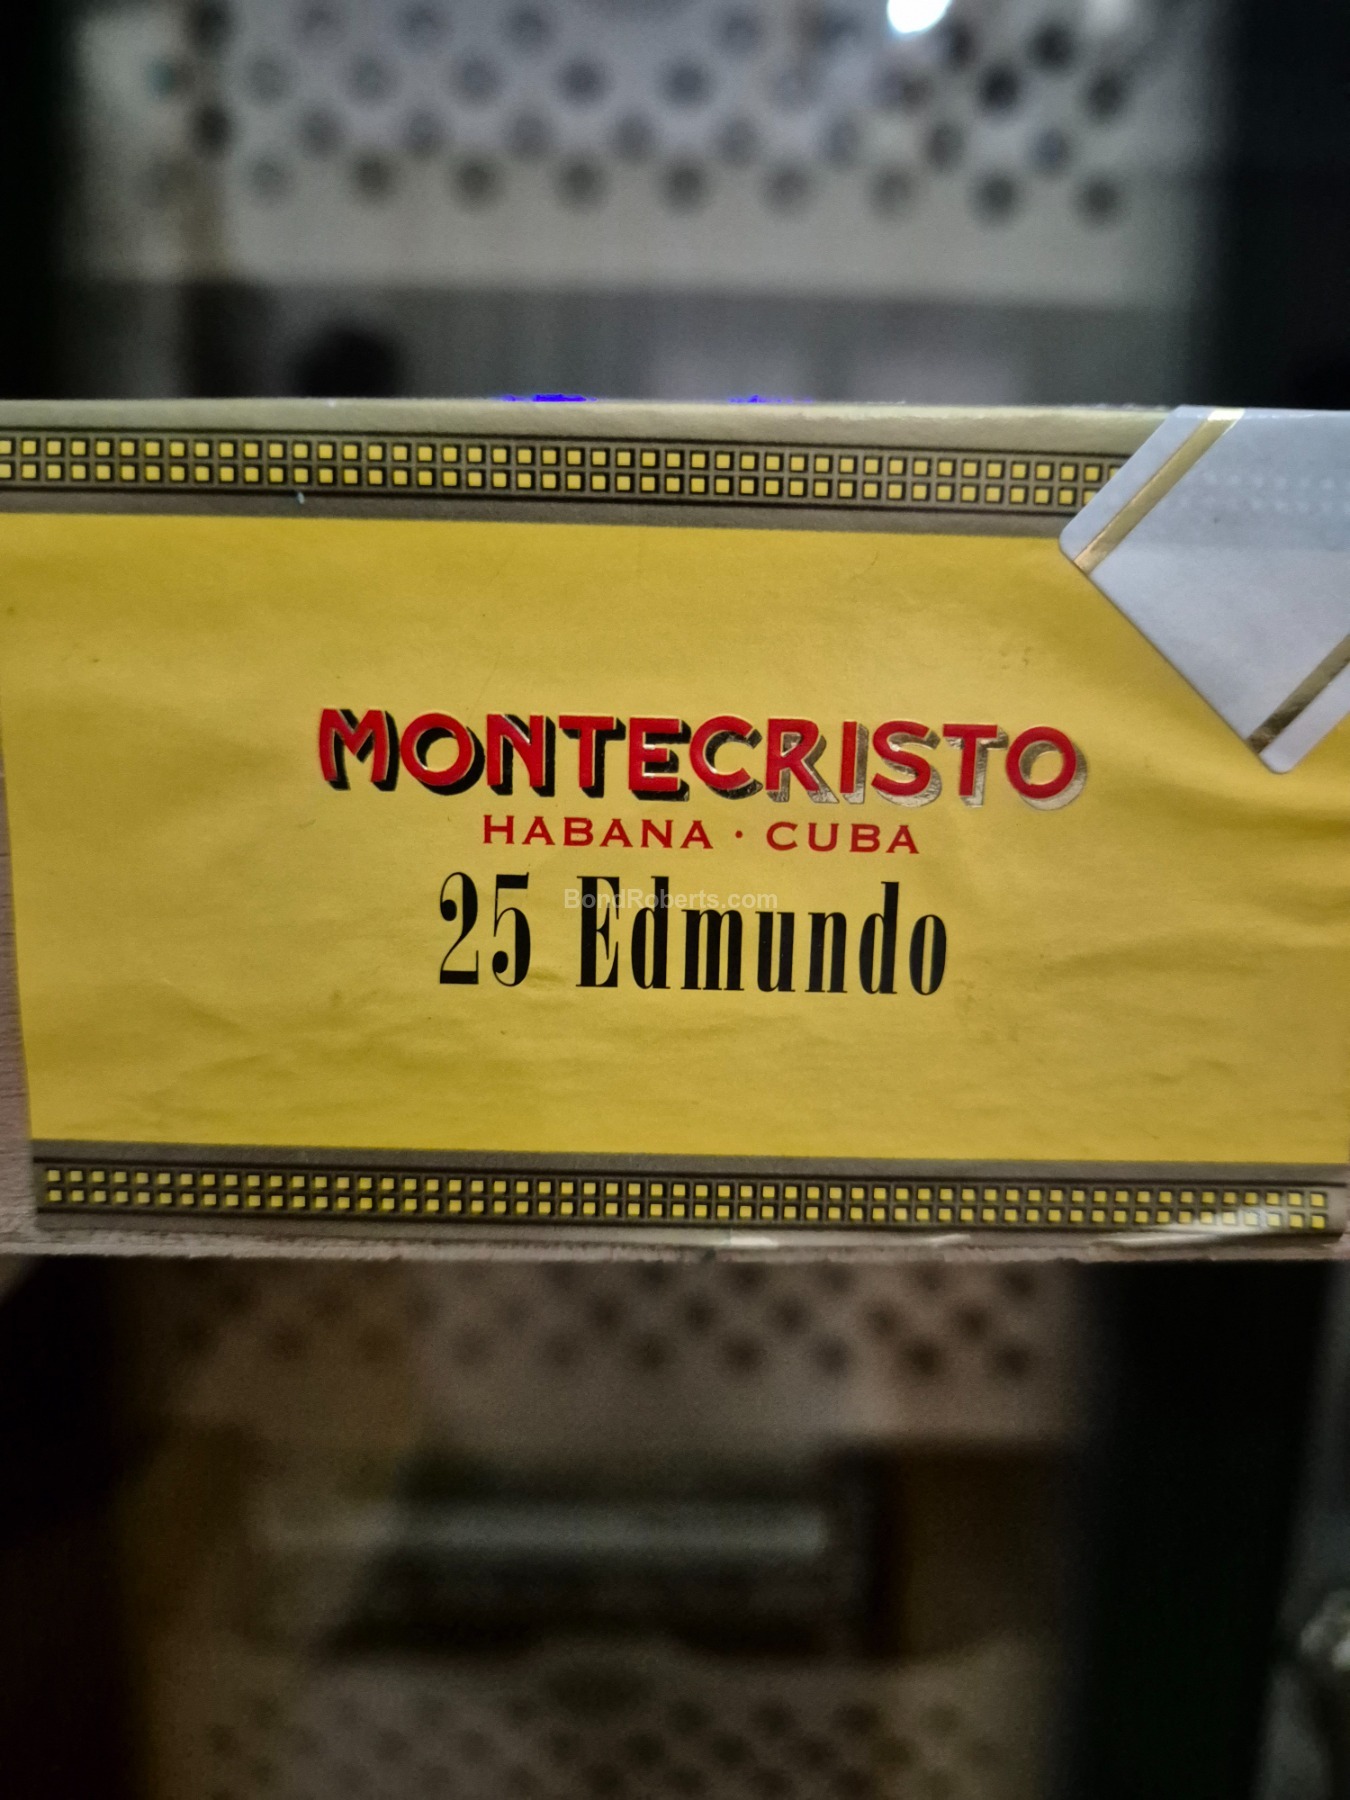 MONTECRISTO
HABANA · CUBA
BondRoberts.com
25 Edmundo